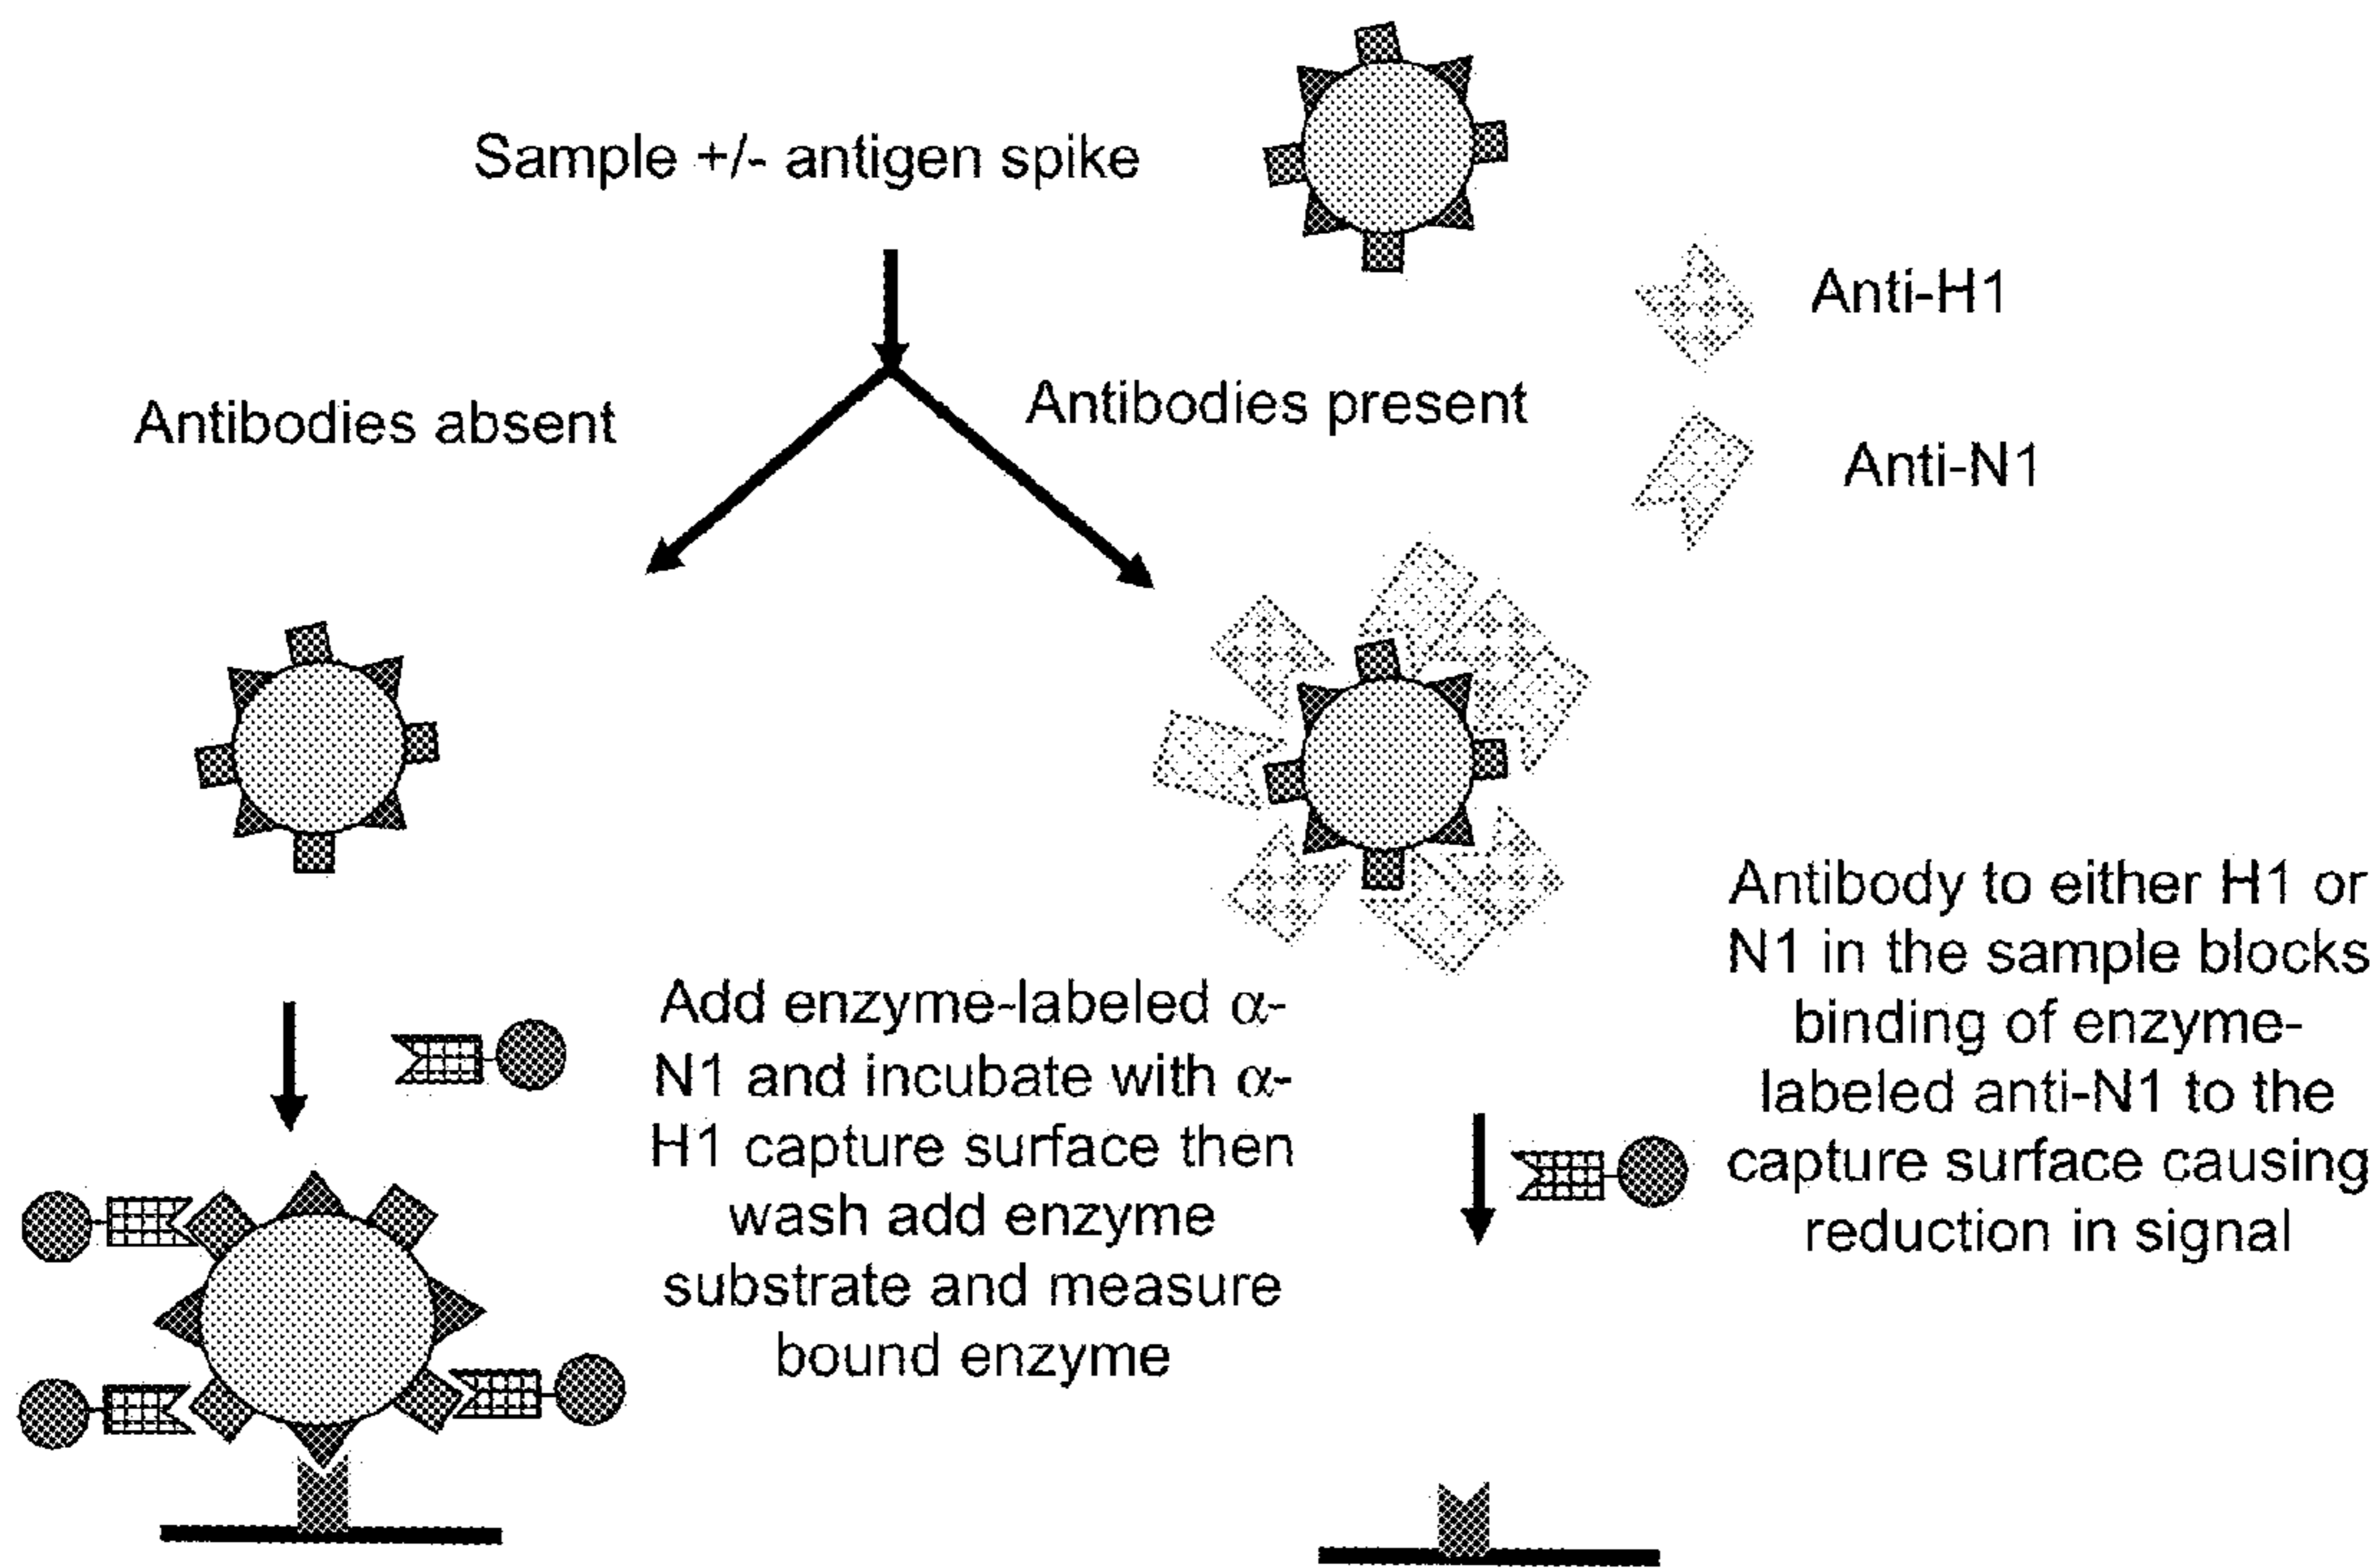 Sample +/- antigen spike
Anti-H1
Antibodies absent
Antibodies present
Anti-N1
Add enzyme-labeled α-
N1 and incubate with α-
H1 capture surface then
wash add enzyme
substrate and measure
bound enzyme
Antibody to either H1 or
N1 in the sample blocks
binding of enzyme-
labeled anti-N1 to the
capture surface causing
reduction in signal